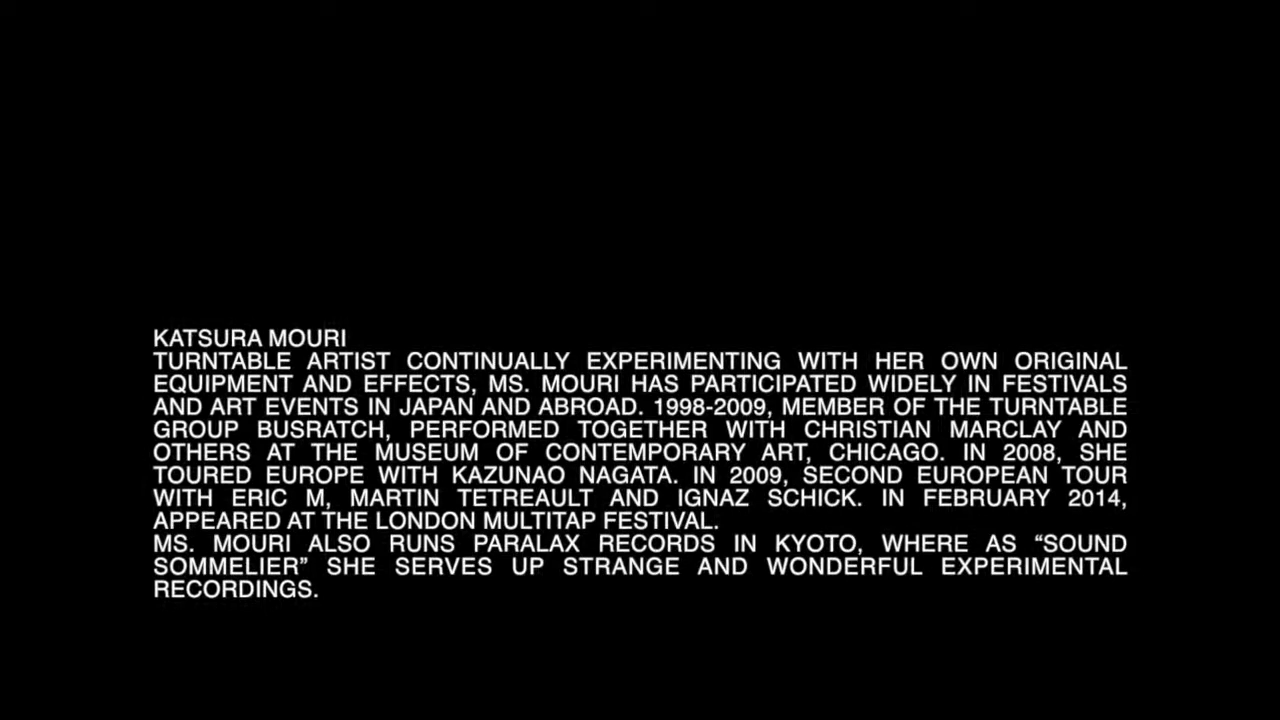 KATSURA MOURI
TURNTABLE ARTIST CONTINUALLY EXPERIMENTING WITH HER OWN ORIGINAL
EQUIPMENT AND EFFECTS, MS. MOURI HAS PARTICIPATED WIDELY IN FESTIVALS
AND ART EVENTS IN JAPAN AND ABROAD. 1998-2009, MEMBER OF THE TURNTABLE
GROUP BUSRATCH, PERFORMED TOGETHER WITH CHRISTIAN MARCLAY AND
OTHERS AT THE MUSEUM OF CONTEMPORARY ART, CHICAGO. IN 2008, SHE
TOURED EUROPE WITH KAZUNAO NAGATA. IN 2009, SECOND EUROPEAN TOUR
WITH ERIC M, MARTIN TETREAULT AND IGNAZ SCHICK. IN FEBRUARY 2014,
APPEARED AT THE LONDON MULTITAP FESTIVAL.
MS. MOURI ALSO RUNS PARALAX RECORDS IN KYOTO, WHERE AS “SOUND
SOMMELIER” SHE SERVES UP STRANGE AND WONDERFUL EXPERIMENTAL
RECORDINGS.